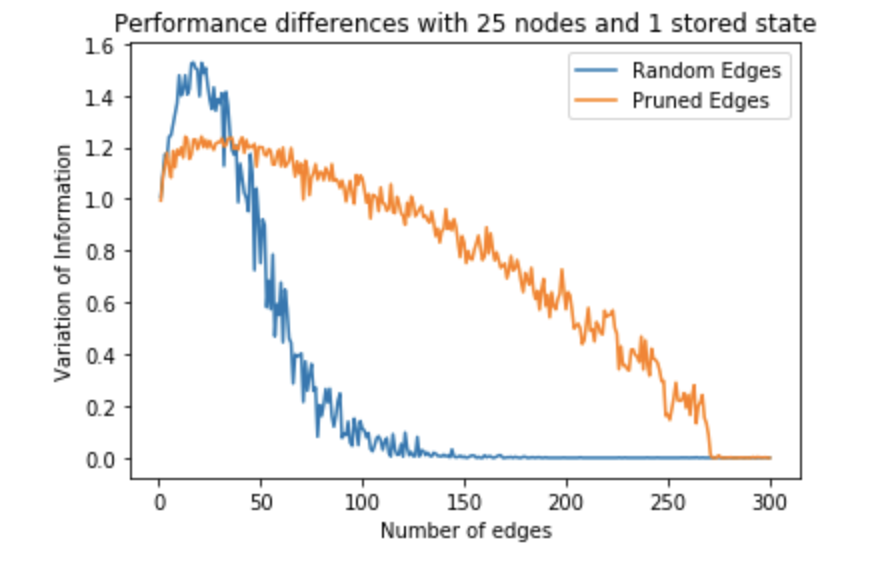 Performance differences with 25 nodes and 1 stored state
1.6
1.4
1.2
1.0
0.8
0.6
0.4
0.2
0.0
Variation of Information
Random Edges
Pruned Edges
0 50 100 150 200 250 300
Number of edges